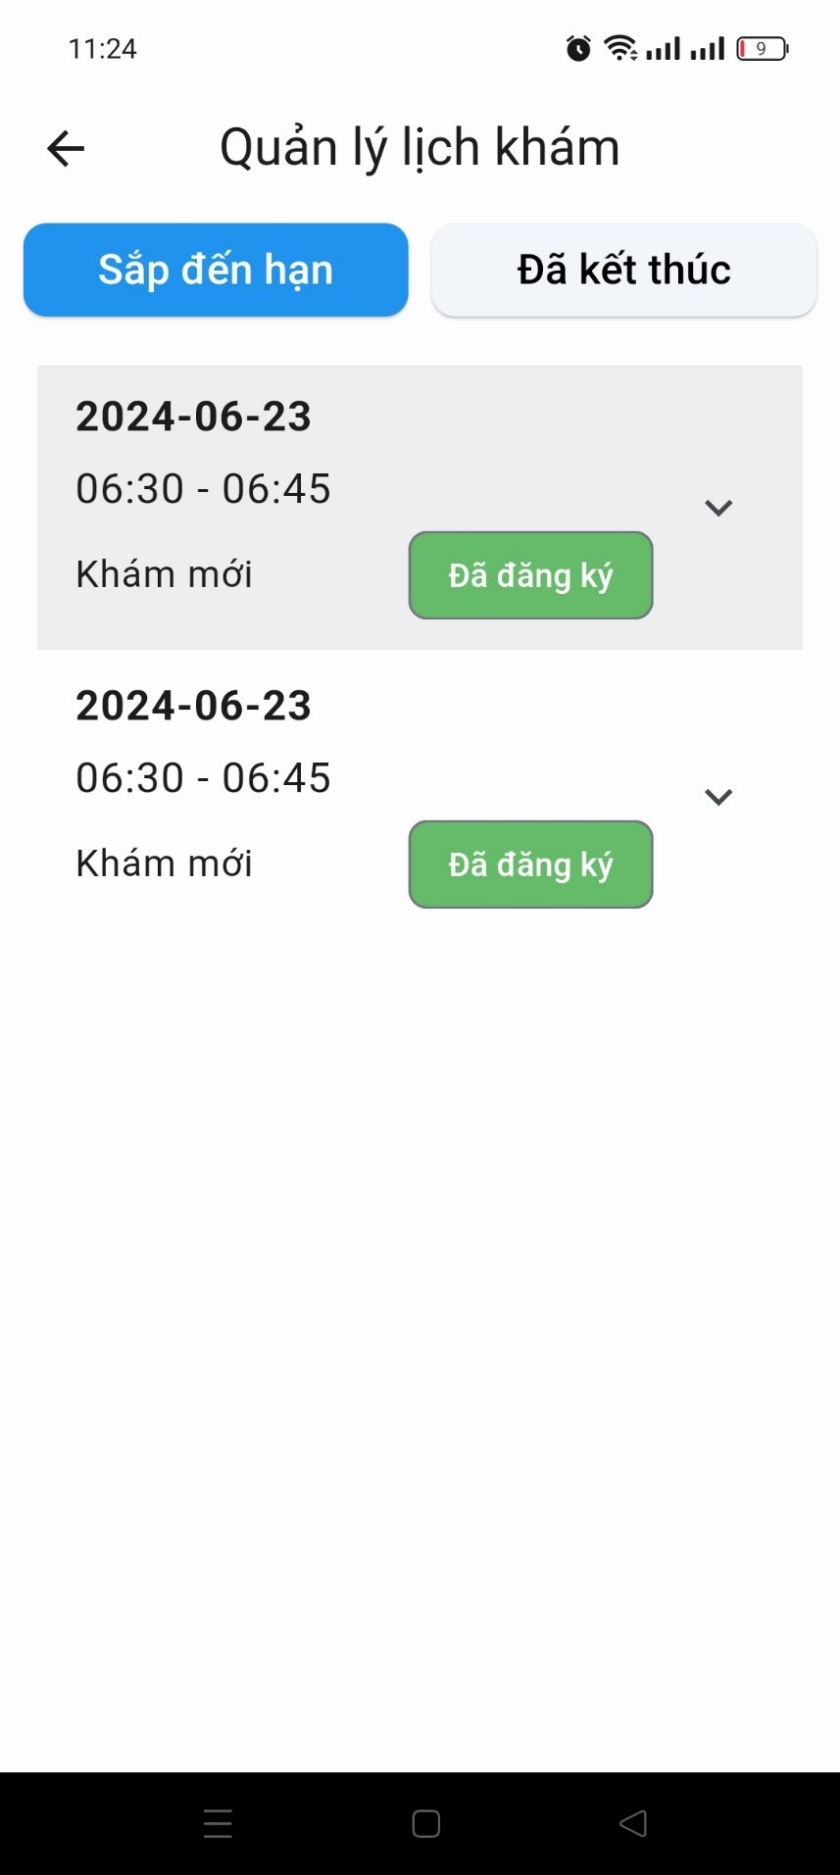 11:24
9
Quản lý lịch khám
Sắp đến hạn
Đã kết thúc
2024-06-23
06:30 - 06:45
Khám mới
Đã đăng ký
2024-06-23
06:30 - 06:45
Khám mới
Đã đăng ký